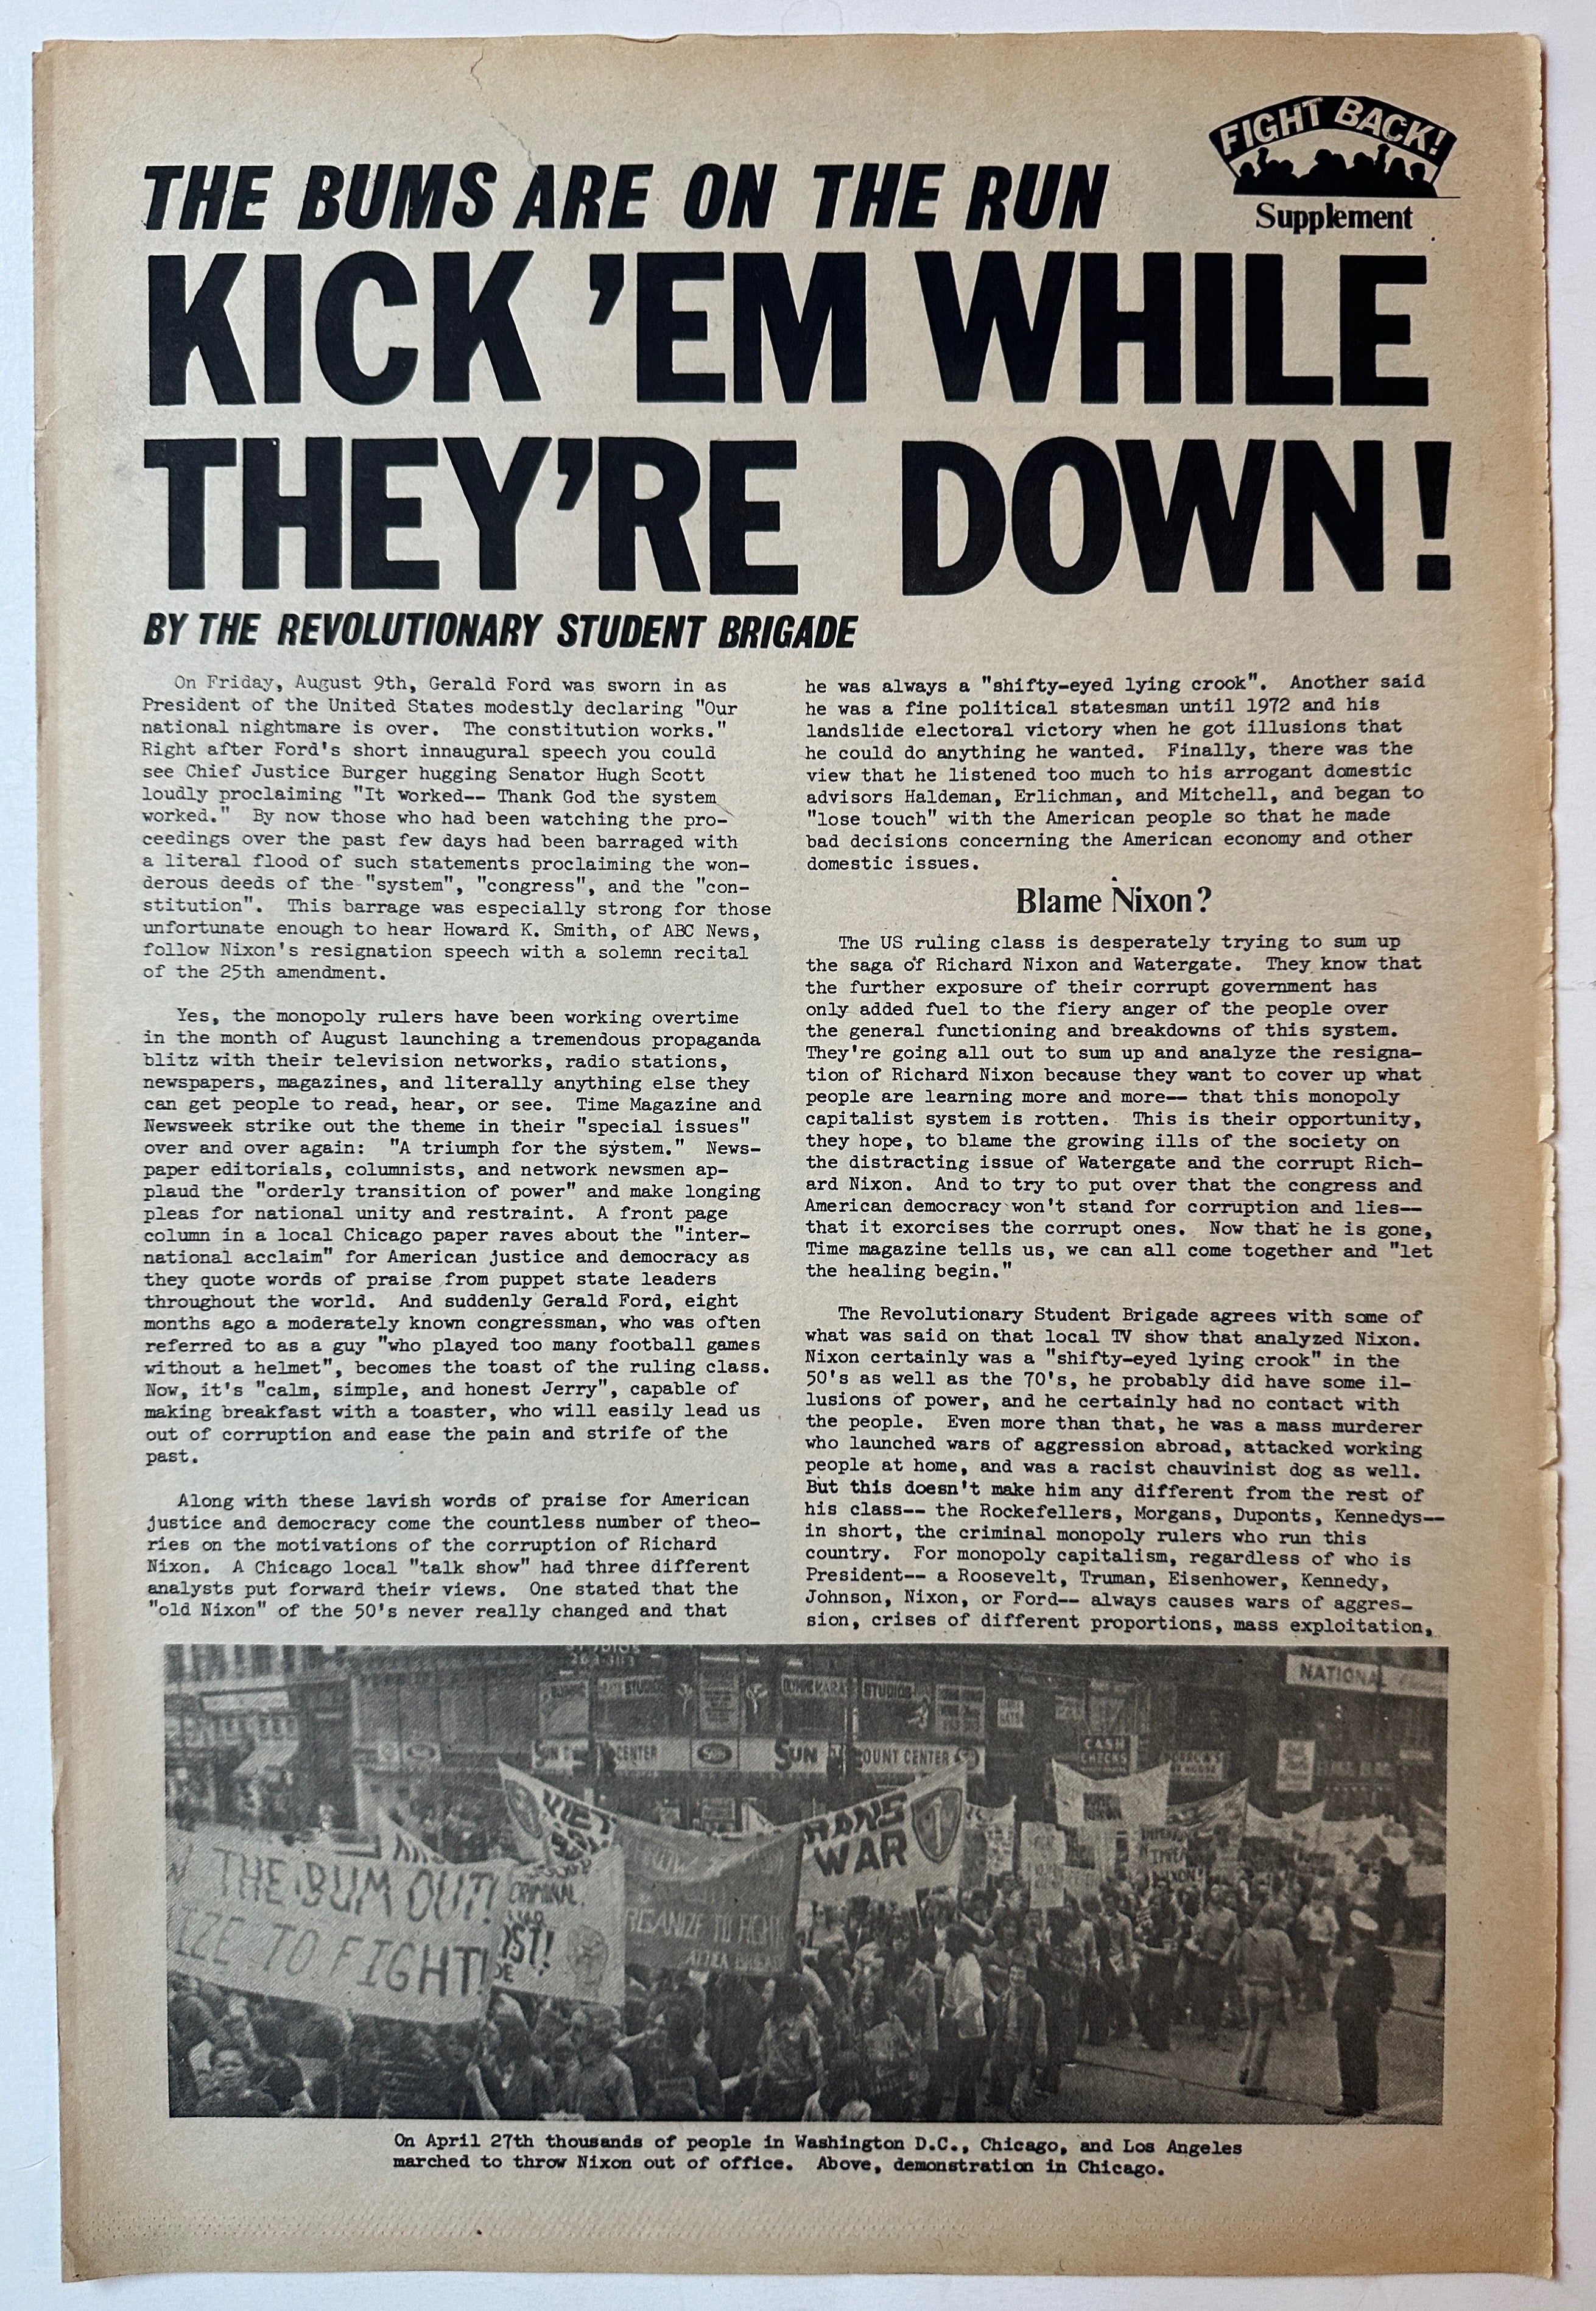 FIGHT BACK!
Supplement
THE BUMS ARE ON THE RUN
KICK 'EM WHILE
THEY'RE DOWN!
BY THE REVOLUTIONARY STUDENT BRIGADE
On Friday, August 9th, Gerald Ford was sworn in as
President of the United States modestly declaring "Our
national nightmare is over. The constitution works."
Right after Ford's short innaugural speech you could
see Chief Justice Burger hugging Senator Hugh Scott
loudly proclaiming "It worked-- Thank God the system
worked." By now those who had been watching the pro-
ceedings over the past few days had been barraged with
a literal flood of such statements proclaiming the won-
derous deeds of the "system", "congress", and the "con-
stitution". This barrage was especially strong for those
unfortunate enough to hear Howard K. Smith, of ABC News,
follow Nixon's resignation speech with a solemn recital
of the 25th amendment.
Yes, the monopoly rulers have been working overtime
in the month of August launching a tremendous propaganda
blitz with their television networks, radio stations,
newspapers, magazines, and literally anything else they
can get people to read, hear, or see. Time Magazine and
Newsweek strike out the theme in their "special issues"
over and over again: "A triumph for the system." News-
paper editorials, columnists, and network newsmen ap-
plaud the "orderly transition of power" and make longing
pleas for national unity and restraint. A front page
column in a local Chicago paper raves about the "inter-
national acclaim" for American justice and democracy as
they quote words of praise from puppet state leaders
throughout the world. And suddenly Gerald Ford, eight
months ago a moderately known congressman, who was often
referred to as a guy "who played too many football games
without a helmet", becomes the toast of the ruling class.
Now, it's "calm, simple, and honest Jerry", capable of
making breakfast with a toaster, who will easily lead us
out of corruption and ease the pain and strife of the
past.
Along with these lavish words of praise for American
justice and democracy come the countless number of theo-
ries on the motivations of the corruption of Richard
Nixon. A Chicago local "talk show" had three different
analysts put forward their views. One stated that the
"old Nixon" of the 50's never really changed and that
he was always a "shifty-eyed lying crook". Another said
he was a fine political statesman until 1972 and his
landslide electoral victory when he got illusions that
he could do anything he wanted. Finally, there was the
view that he listened too much to his arrogant domestic
advisors Haldeman, Erlichman, and Mitchell, and began to
"lose touch" with the American people so that he made
bad decisions concerning the American economy and other
domestic issues.
Blame Nixon?
The US ruling class is desperately trying to sum up
the saga of Richard Nixon and Watergate. They know that
the further exposure of their corrupt government has
only added fuel to the fiery anger of the people over
the general functioning and breakdowns of this system.
They're going all out to sum up and analyze the resigna-
tion of Richard Nixon because they want to cover up what
people are learning more and more-- that this monopoly
capitalist system is rotten. This is their opportunity,
they hope, to blame the growing ills of the society on
the distracting issue of Watergate and the corrupt Rich-
ard Nixon. And to try to put over that the congress and
American democracy won't stand for corruption and lies--
that it exorcises the corrupt ones. Now that he is gone,
Time magazine tells us, we can all come together and "let
the healing begin."
The Revolutionary Student Brigade agrees with some of
what was said on that local TV show that analyzed Nixon.
Nixon certainly was a "shifty-eyed lying crook" in the
50's as well as the 70's, he probably did have some il-
lusions of power, and he certainly had no contact with
the people. Even more than that, he was a mass murderer
who launched wars of aggression abroad, attacked working
people at home, and was a racist chauvinist dog as well.
But this doesn't make him any different from the rest of
his class-- the Rockefellers, Morgans, Duponts, Kennedys--
in short, the criminal monopoly rulers who run this
country. For monopoly capitalism, regardless of who is
President-- a Roosevelt, Truman, Eisenhower, Kennedy,
Johnson, Nixon, or Ford-- always causes wars of aggres-
sion, crises of different proportions, mass exploitation,
STUDIOS
NATIONAL
STUDIOS
STUDIOS
SUN
CENTER
SUN
OUNT CENTER
CASH
CHECKS
VIET
RANS
WAR
THE BUM OUT!
IZE TO FIGHT!
CRIMINAL
RGANIZE TO FIGHT
On April 27th thousands of people in Washington D.C., Chicago, and Los Angeles
marched to throw Nixon out of office. Above, demonstration in Chicago.